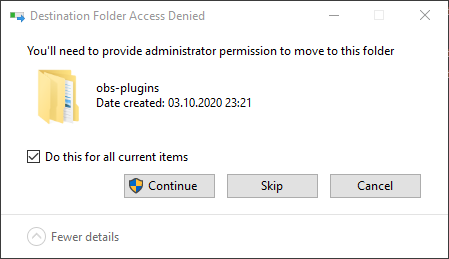 Destination Folder Access Denied
You'll need to provide administrator permission to move to this folder
obs-plugins
Date created: 03.10.2020 23:21
Do this for all current items
Continue
Skip
Cancel
Fewer details